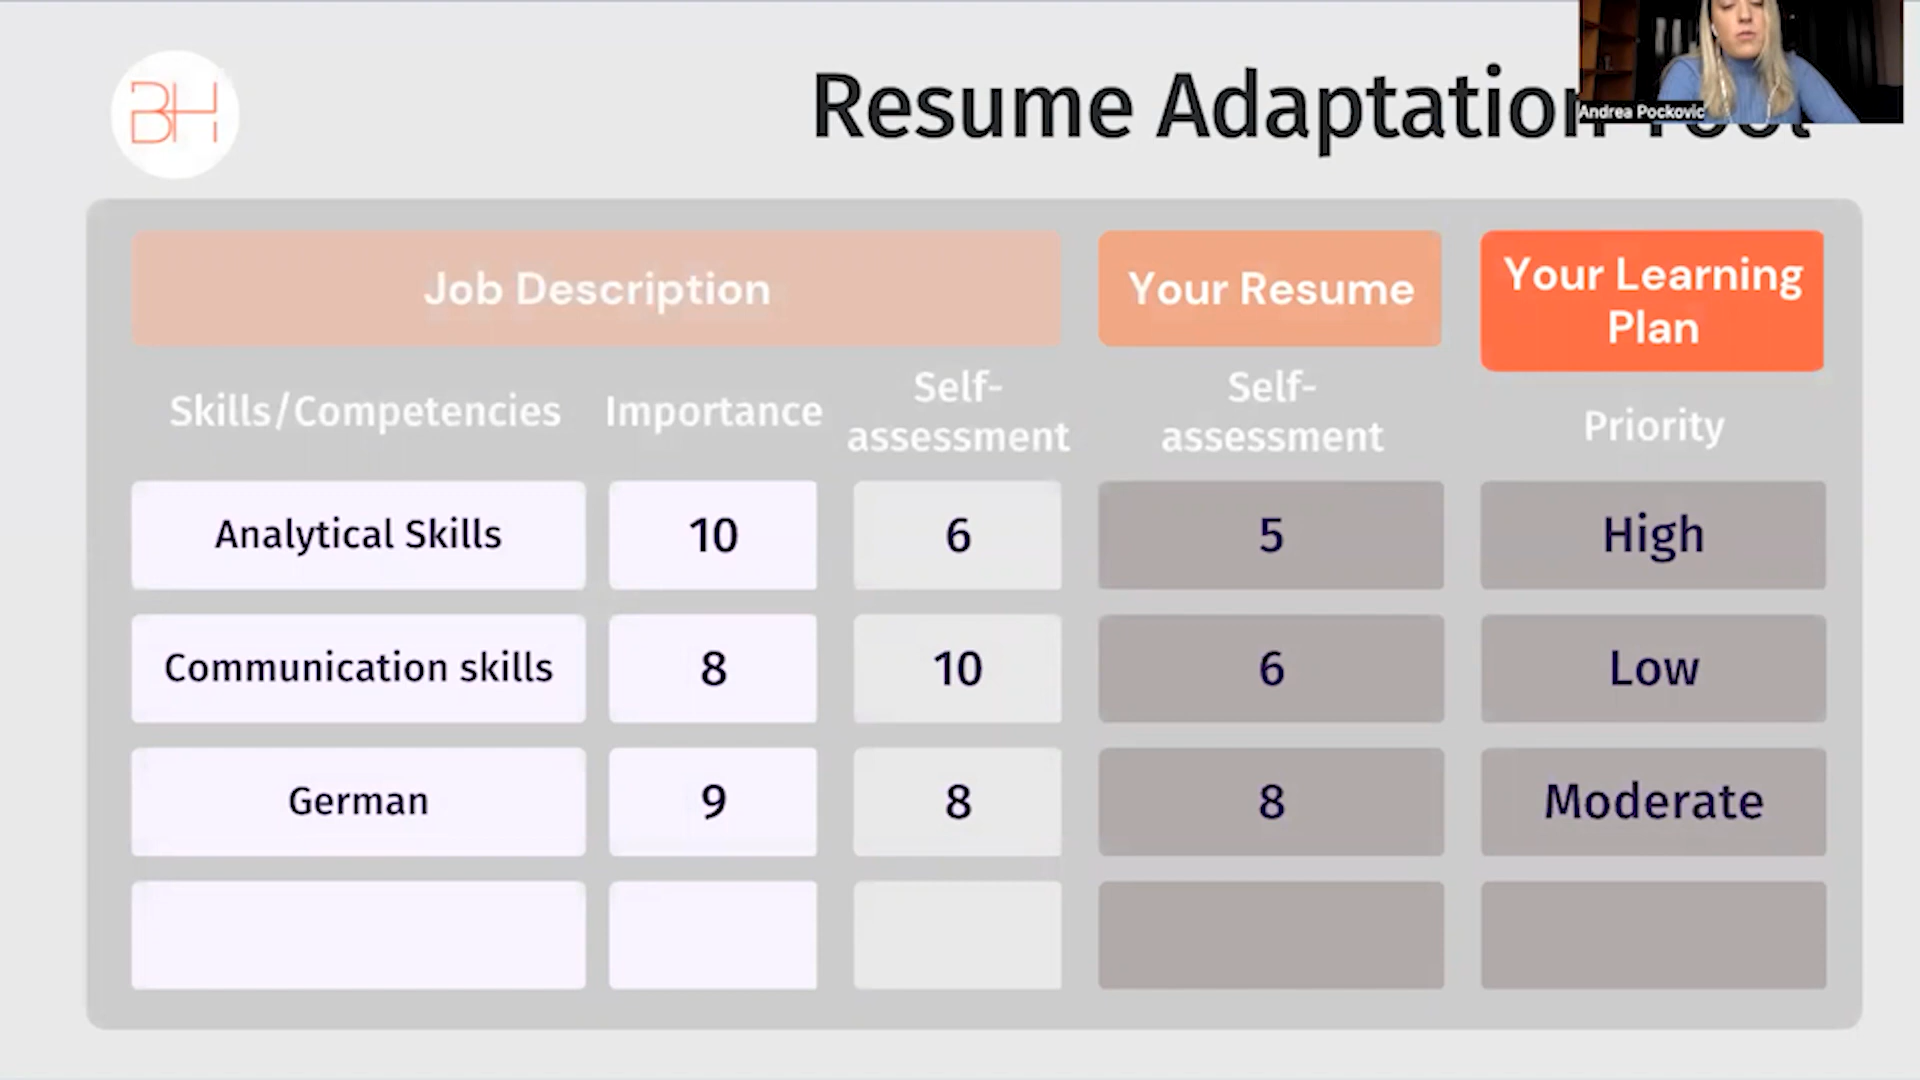 BH
Resume Adaptation Tool
Andrea Pockovic
Job Description
Your Resume
Your Learning
Plan
Skills/Competencies
Importance
Self-
assessment
Self-
assessment
Priority
Analytical Skills
10
6
5
High
Communication skills
8
10
6
Low
German
9
8
8
Moderate